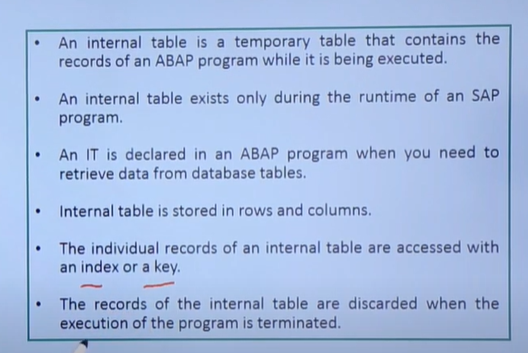 • An internal table is a temporary table that contains the
records of an ABAP program while it is being executed.
• An internal table exists only during the runtime of an SAP
program.
• An IT is declared in an ABAP program when you need to
retrieve data from database tables.
• Internal table is stored in rows and columns.
• The individual records of an internal table are accessed with
an index or a key.
• The records of the internal table are discarded when the
execution of the program is terminated.